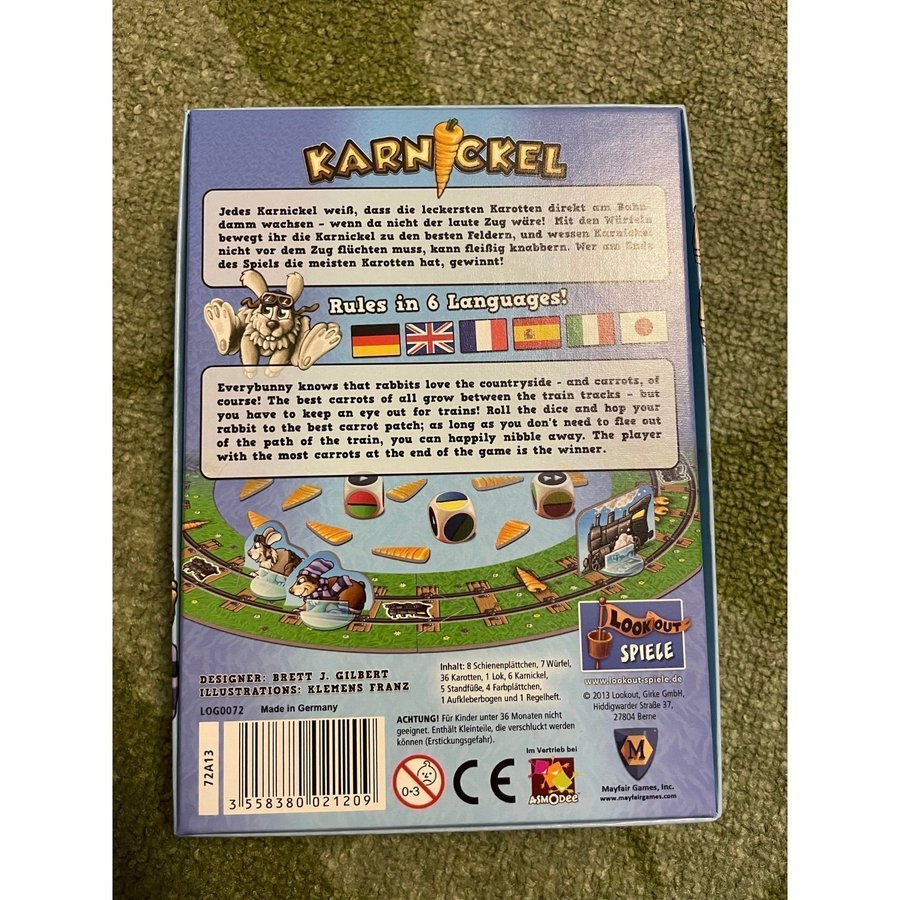 KARNICKEL
Jedes Karnickel weiß, dass die leckersten Karotten direkt am Bahn-
damm wachsen – wenn da nicht der laute Zug wäre! Mit den Würfeln
bewegt ihr die Karnickel zu den besten Feldern, und wessen Karnickel
nicht vor dem Zug flüchten muss, kann fleißig knabbern. Wer am Ende
des Spiels die meisten Karotten hat, gewinnt!
Rules in 6 Languages!
Everybunny knows that rabbits love the countryside – and carrots, of
course! The best carrots of all grow between the train tracks – but
you have to keep an eye out for trains! Roll the dice and hop your
rabbit to the best carrot patch; as long as you don't need to flee out
of the path of the train, you can happily nibble away. The player
with the most carrots at the end of the game is the winner.
LOOKOUT
SPIELE
www.lookout-spiele.de
© 2013 Lookout, Girke GmbH,
Hiddigwarder Straße 37,
27804 Berne
DESIGNER: BRETT J. GILBERT
ILLUSTRATIONS: KLEMENS FRANZ
LOG0072 Made in Germany
Inhalt: 8 Schienenplättchen, 7 Würfel,
36 Karotten, 1 Lok, 6 Karnickel,
5 Standfüße, 4 Farbplättchen,
1 Aufkleberbogen und 1 Regelheft.
ACHTUNG! Für Kinder unter 36 Monaten nicht
geeignet. Enthält Kleinteile, die verschluckt werden
können (Erstickungsgefahr).
72A13
3 558380 021209
0-3
CE
Im Vertrieb bei
ASMODee
M
Mayfair Games, Inc.
www.mayfairgames.com